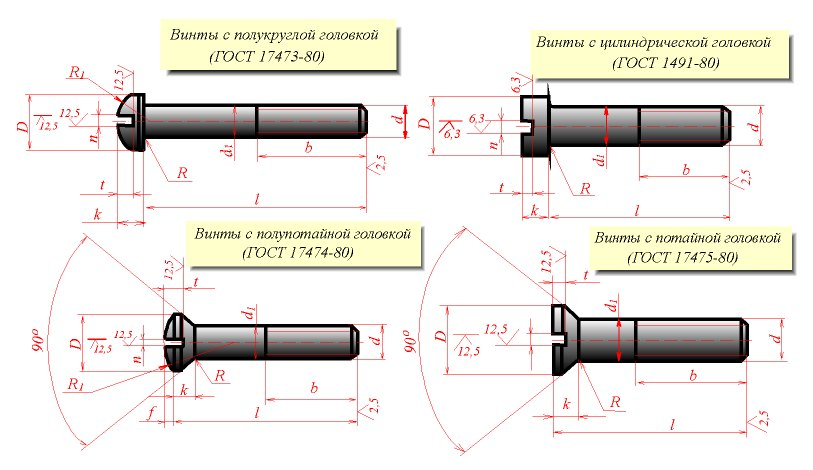 Винты с полукруглой головкой
(ГОСТ 17473-80)
R1
12,5
D
12,5
12,5
n
d1
d
b
2,5
R
t
l
k
Винты с цилиндрической головкой
(ГОСТ 1491-80)
6,3
D
6,3
6,3
n
d1
d
b
2,5
R
t
k
l
Винты с полупотайной головкой
(ГОСТ 17474-80)
12,5
t
90°
D
12,5
12,5
n
d1
d
R1
k
R
b
f
l
2,5
Винты с потайной головкой
(ГОСТ 17475-80)
12,5
t
90°
D
12,5
12,5
d1
d
b
k
R
l
2,5